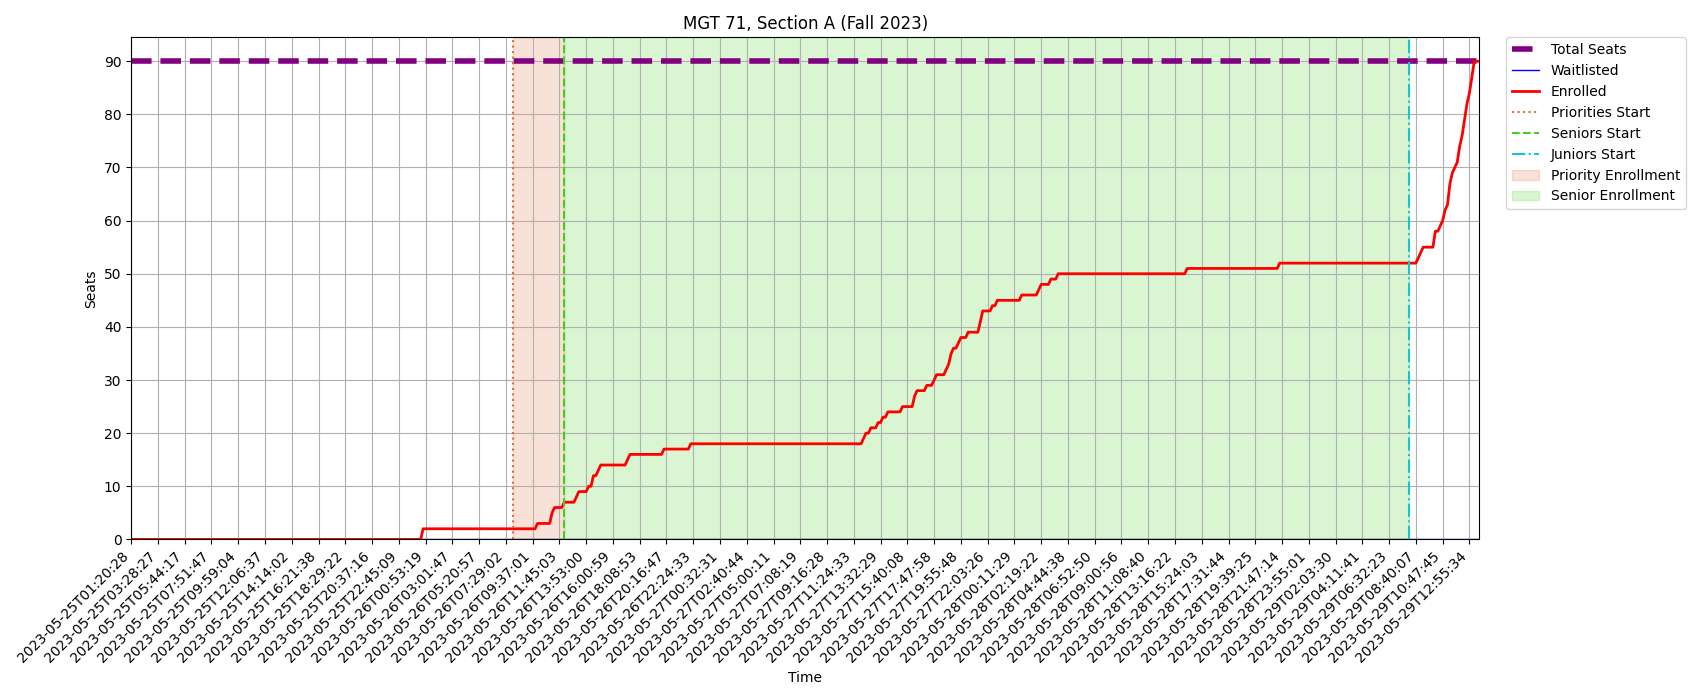 MGT 71, Section A (Fall 2023)
Total Seats
Waitlisted
Enrolled
Priorities Start
Seniors Start
Juniors Start
Priority Enrollment
Senior Enrollment
Seats
90
80
70
60
50
40
30
20
10
0
2023-05-25T01:20:28
2023-05-25T03:28:27
2023-05-25T05:44:17
2023-05-25T07:51:47
2023-05-25T09:59:04
2023-05-25T12:06:37
2023-05-25T14:14:02
2023-05-25T16:21:38
2023-05-25T18:29:22
2023-05-25T20:37:16
2023-05-25T22:45:09
2023-05-26T00:53:19
2023-05-26T03:01:47
2023-05-26T05:20:57
2023-05-26T07:29:02
2023-05-26T09:37:01
2023-05-26T11:45:03
2023-05-26T13:53:00
2023-05-26T16:00:59
2023-05-26T18:08:53
2023-05-26T20:16:47
2023-05-26T22:24:33
2023-05-27T00:32:31
2023-05-27T02:40:44
2023-05-27T05:00:11
2023-05-27T07:08:19
2023-05-27T09:16:28
2023-05-27T11:24:33
2023-05-27T13:32:29
2023-05-27T15:40:08
2023-05-27T17:47:58
2023-05-27T19:55:48
2023-05-27T22:03:26
2023-05-28T00:11:29
2023-05-28T02:19:22
2023-05-28T04:44:38
2023-05-28T06:52:50
2023-05-28T09:00:56
2023-05-28T11:08:40
2023-05-28T13:16:22
2023-05-28T15:24:03
2023-05-28T17:31:44
2023-05-28T19:39:25
2023-05-28T21:47:14
2023-05-28T23:55:01
2023-05-29T02:03:30
2023-05-29T04:11:41
2023-05-29T06:32:23
2023-05-29T08:40:07
2023-05-29T10:47:45
2023-05-29T12:55:34
Time